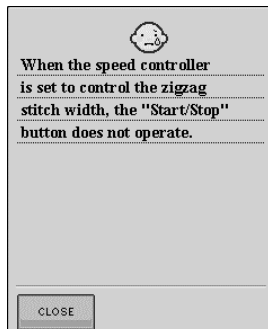 When the speed controller
is set to control the zigzag
stitch width, the "Start/Stop"
button does not operate.
CLOSE